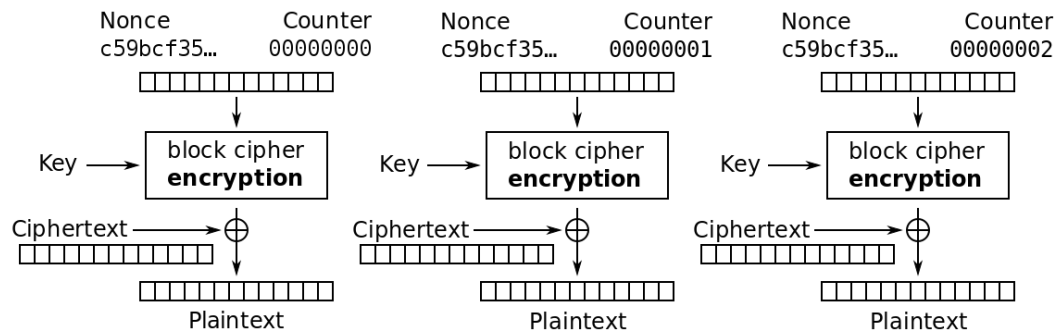 Nonce Counter Nonce Counter Nonce Counter
c59bcf35… 00000000 c59bcf35… 00000001 c59bcf35… 00000002
block cipher block cipher block cipher
Key Key Key
encryption encryption encryption
Ciphertext Ciphertext Ciphertext
Plaintext Plaintext Plaintext